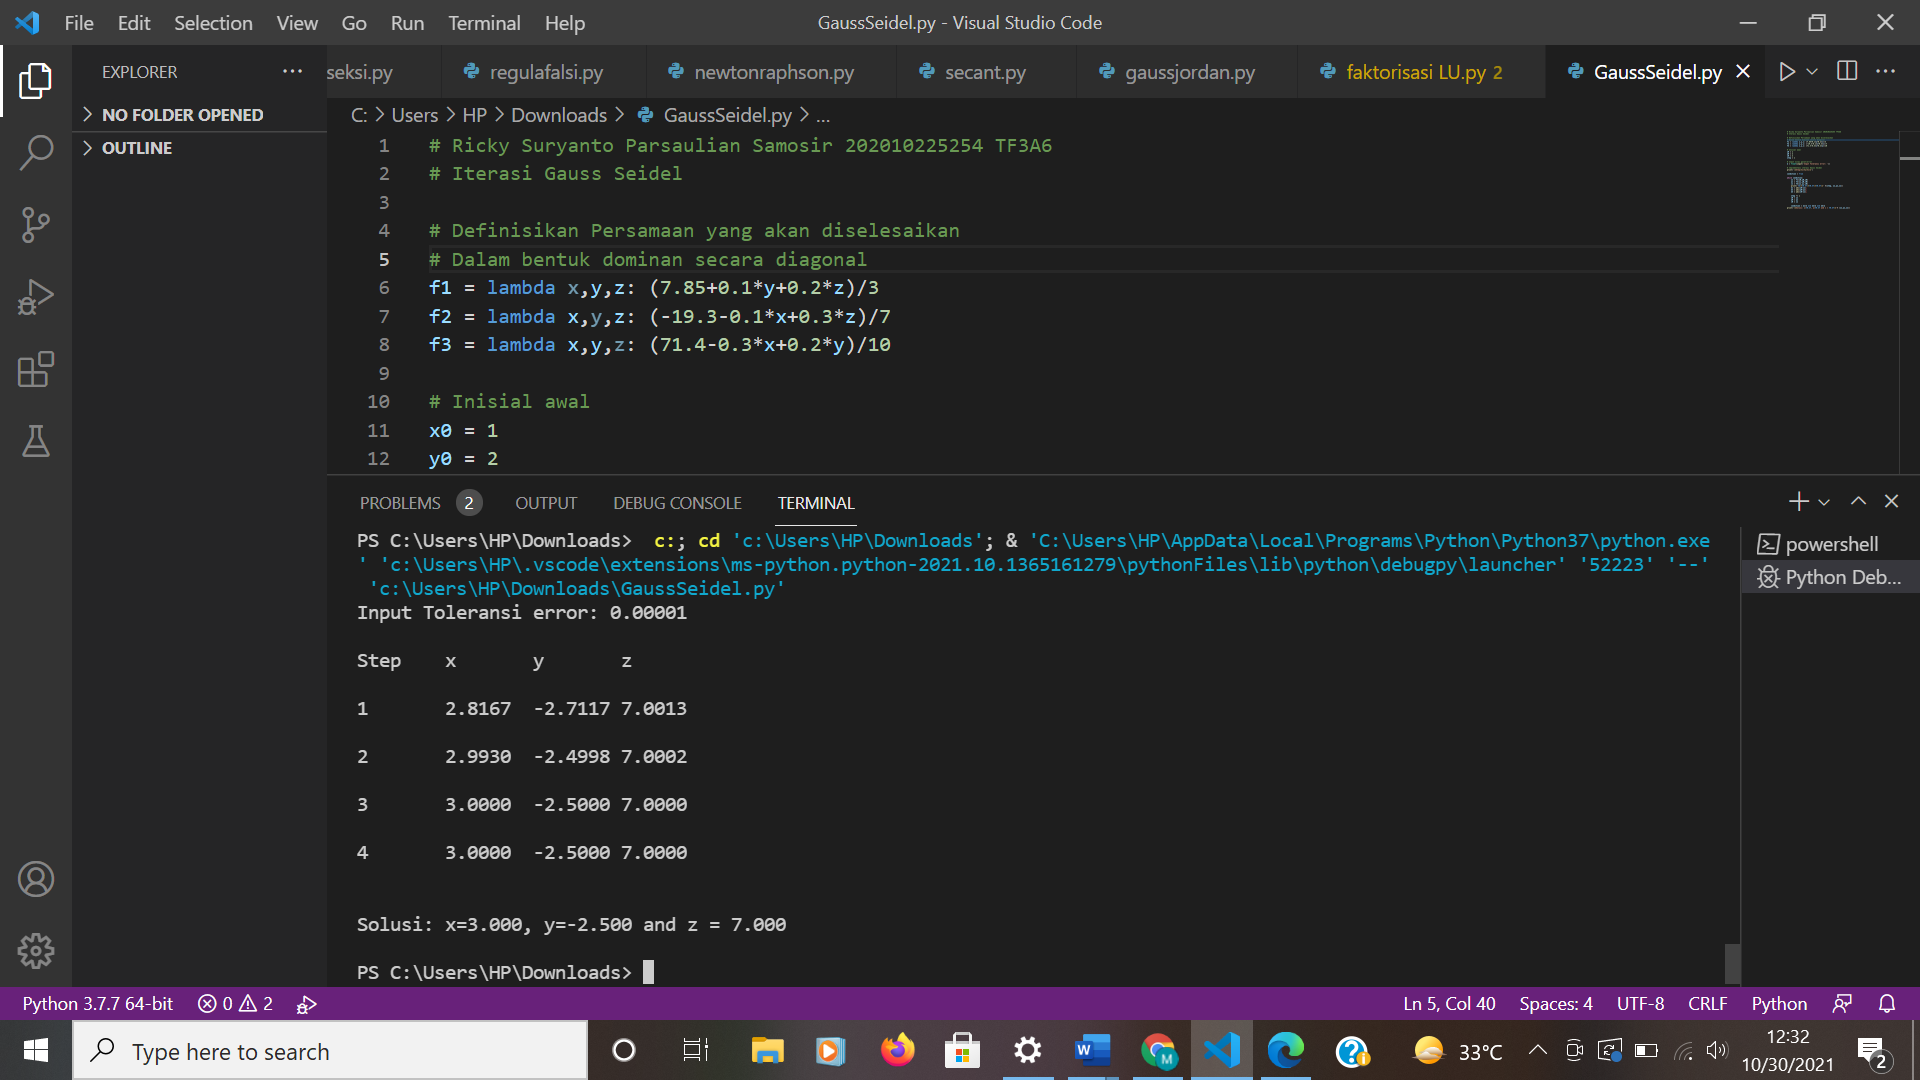 File Edit Selection View Go Run Terminal Help GaussSeidel.py - Visual Studio Code
EXPLORER ... seksi.py regulafalsi.py newtonraphson.py secant.py gaussjordan.py faktorisasi LU.py 2 GaussSeidel.py
NO FOLDER OPENED
OUTLINE
C: > Users > HP > Downloads > GaussSeidel.py > ...
1 # Ricky Suryanto Parsaulian Samosir 202010225254 TF3A6
2 # Iterasi Gauss Seidel
3
4 # Definisikan Persamaan yang akan diselesaikan
5 # Dalam bentuk dominan secara diagonal
6 f1 = lambda x,y,z: (7.85+0.1*y+0.2*z)/3
7 f2 = lambda x,y,z: (-19.3-0.1*x+0.3*z)/7
8 f3 = lambda x,y,z: (71.4-0.3*x+0.2*y)/10
9
10 # Inisial awal
11 x0 = 1
12 y0 = 2
PROBLEMS 2 OUTPUT DEBUG CONSOLE TERMINAL
PS C:\Users\HP\Downloads>  c:; cd 'c:\Users\HP\Downloads'; & 'C:\Users\HP\AppData\Local\Programs\Python\Python37\python.exe
' 'c:\Users\HP\.vscode\extensions\ms-python.python-2021.10.1365161279\pythonFiles\lib\python\debugpy\launcher' '52223' '--'
'c:\Users\HP\Downloads\GaussSeidel.py'
Input Toleransi error: 0.00001
Step x y z
1 2.8167 -2.7117 7.0013
2 2.9930 -2.4998 7.0002
3 3.0000 -2.5000 7.0000
4 3.0000 -2.5000 7.0000
Solusi: x=3.000, y=-2.500 and z = 7.000
PS C:\Users\HP\Downloads>
powershell
Python Deb...
Python 3.7.7 64-bit 0 2 Ln 5, Col 40 Spaces: 4 UTF-8 CRLF Python
Type here to search 33°C 12:32
10/30/2021 2